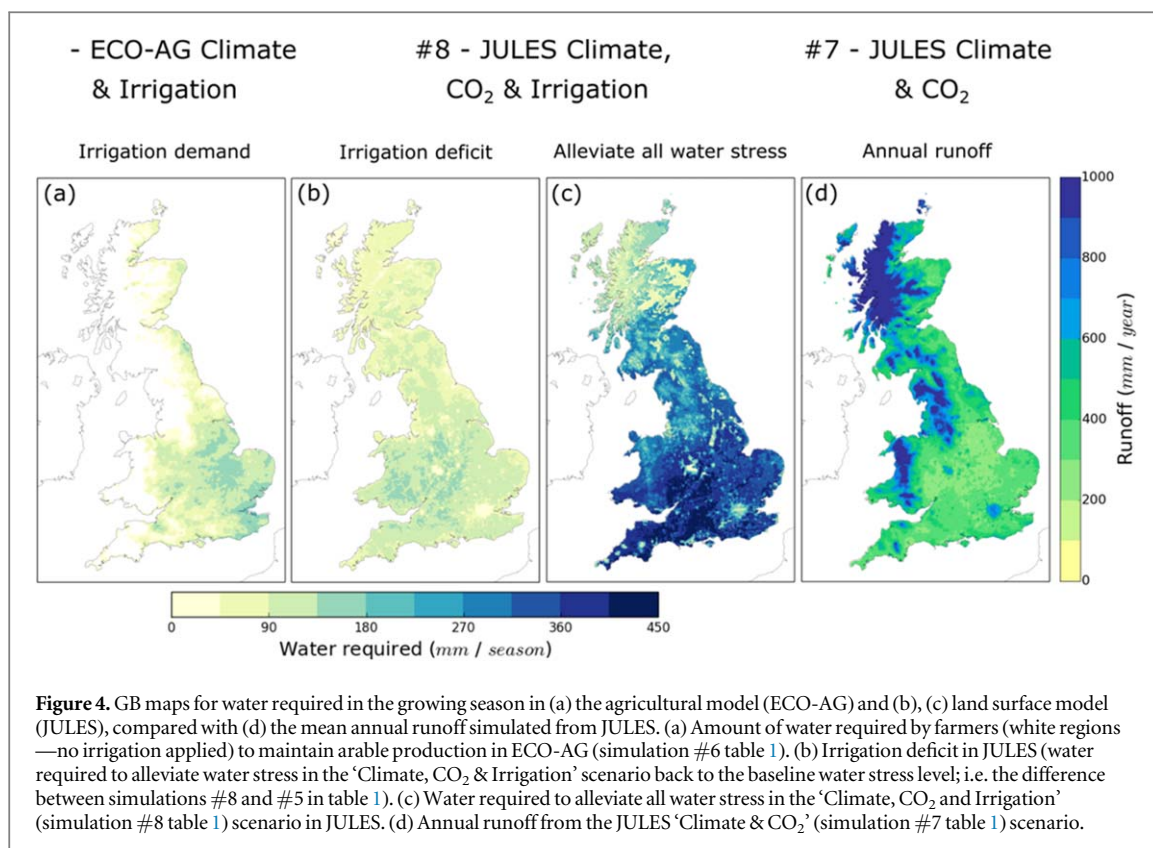 - ECO-AG Climate
& Irrigation
#8 - JULES Climate,
CO₂ & Irrigation
#7 - JULES Climate
& CO₂
Irrigation demand
Irrigation deficit
Alleviate all water stress
Annual runoff
(a)
(b)
(c)
(d)
1000
800
600
400
200
0
Runoff (mm / year)
0 90 180 270 360 450
Water required (mm / season)
Figure 4. GB maps for water required in the growing season in (a) the agricultural model (ECO-AG) and (b), (c) land surface model
(JULES), compared with (d) the mean annual runoff simulated from JULES. (a) Amount of water required by farmers (white regions
—no irrigation applied) to maintain arable production in ECO-AG (simulation #6 table 1). (b) Irrigation deficit in JULES (water
required to alleviate water stress in the ‘Climate, CO₂ & Irrigation’ scenario back to the baseline water stress level; i.e. the difference
between simulations #8 and #5 in table 1). (c) Water required to alleviate all water stress in the ‘Climate, CO₂ and Irrigation’
(simulation #8 table 1) scenario in JULES. (d) Annual runoff from the JULES ‘Climate & CO₂’ (simulation #7 table 1) scenario.